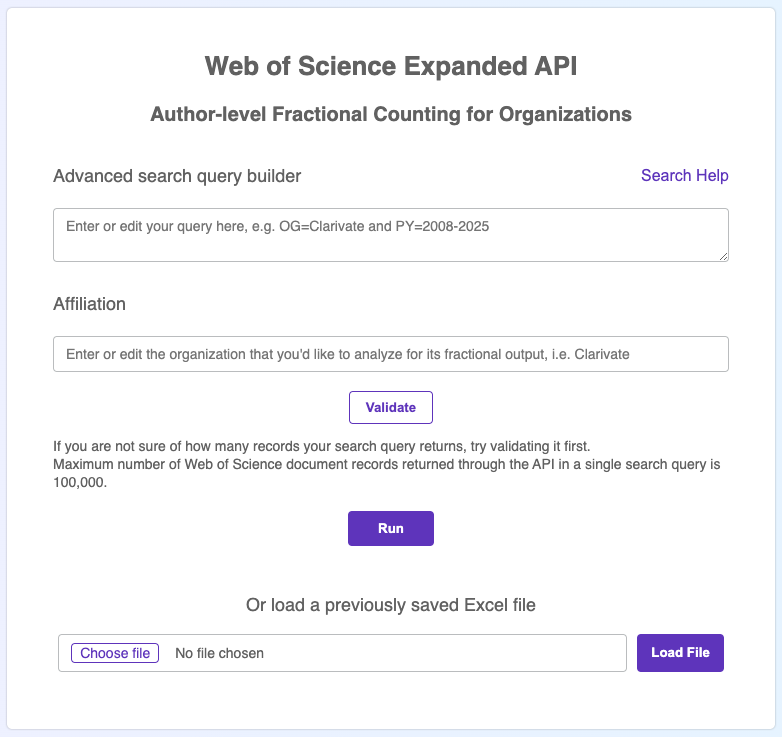 Web of Science Expanded API
Author-level Fractional Counting for Organizations
Advanced search query builder
Search Help
Enter or edit your query here, e.g. OG=Clarivate and PY=2008-2025
Affiliation
Enter or edit the organization that you'd like to analyze for its fractional output, i.e. Clarivate
Validate
If you are not sure of how many records your search query returns, try validating it first.
Maximum number of Web of Science document records returned through the API in a single search query is
100,000.
Run
Or load a previously saved Excel file
Choose file No file chosen
Load File